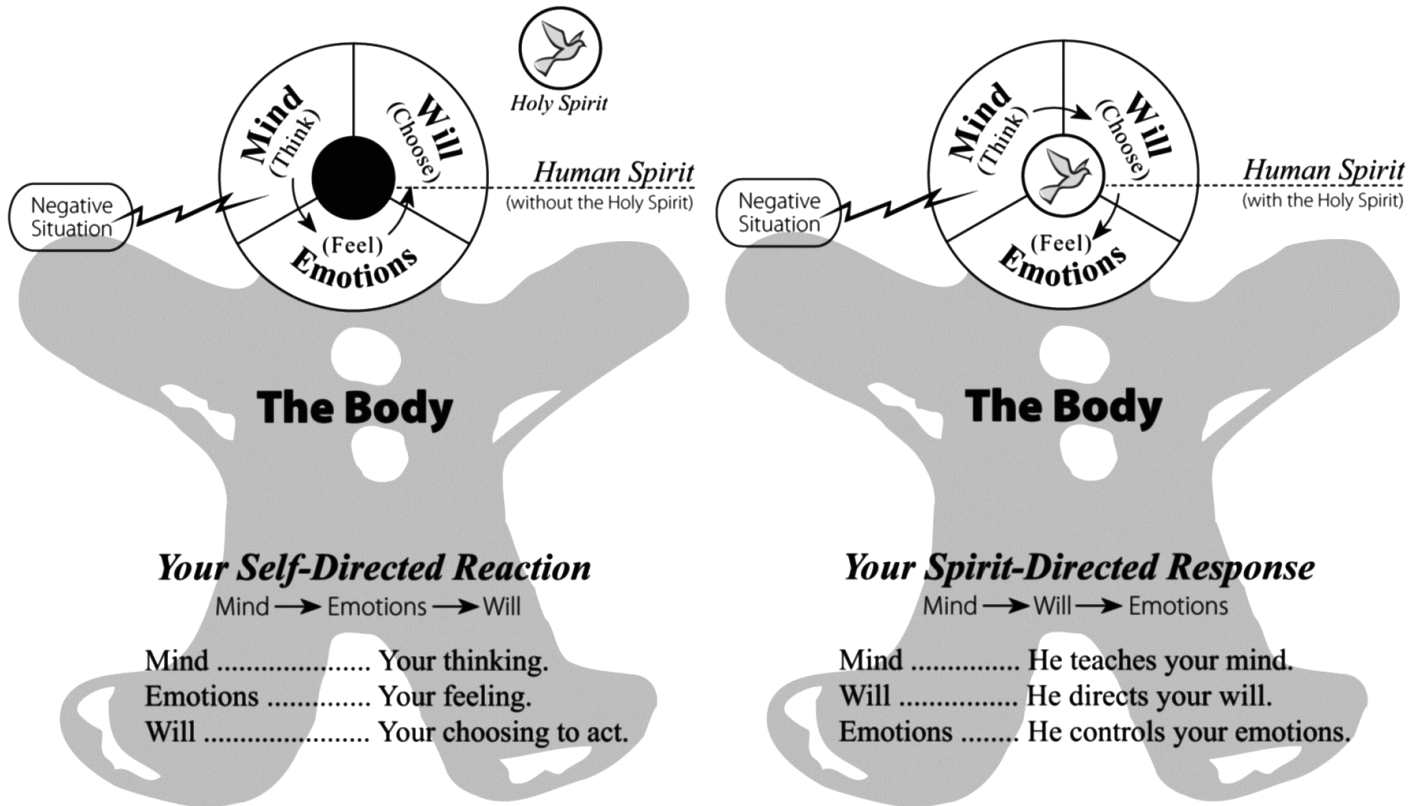 Holy Spirit
Mind
(Think)
Will
(Choose)
(Feel)
Emotions
Negative
Situation
Human Spirit
(without the Holy Spirit)
The Body
Your Self-Directed Reaction
Mind → Emotions → Will
Mind ..................... Your thinking.
Emotions .............. Your feeling.
Will ....................... Your choosing to act.
Mind
(Think)
Will
(Choose)
(Feel)
Emotions
Negative
Situation
Human Spirit
(with the Holy Spirit)
The Body
Your Spirit-Directed Response
Mind → Will → Emotions
Mind ............... He teaches your mind.
Will ................ He directs your will.
Emotions ........ He controls your emotions.